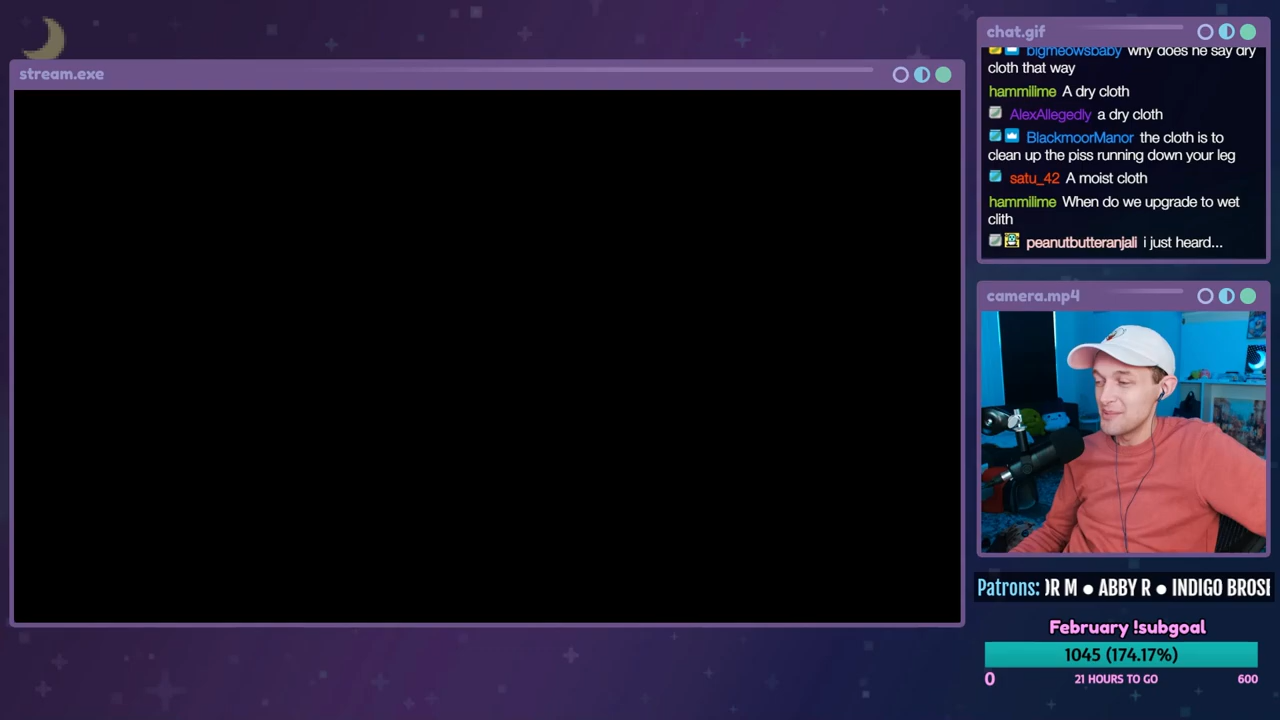 stream.exe
chat.gif
bigmeowsbaby why does he say dry
cloth that way
hammilime A dry cloth
AlexAllegedly a dry cloth
BlackmoorManor the cloth is to
clean up the piss running down your leg
satu_42 A moist cloth
hammilime When do we upgrade to wet
clith
peanutbutteranjali i just heard...
camera.mp4
Patrons: R M ● ABBY R ● INDIGO BROSE
February !subgoal
1045 (174.17%)
0 21 HOURS TO GO 600